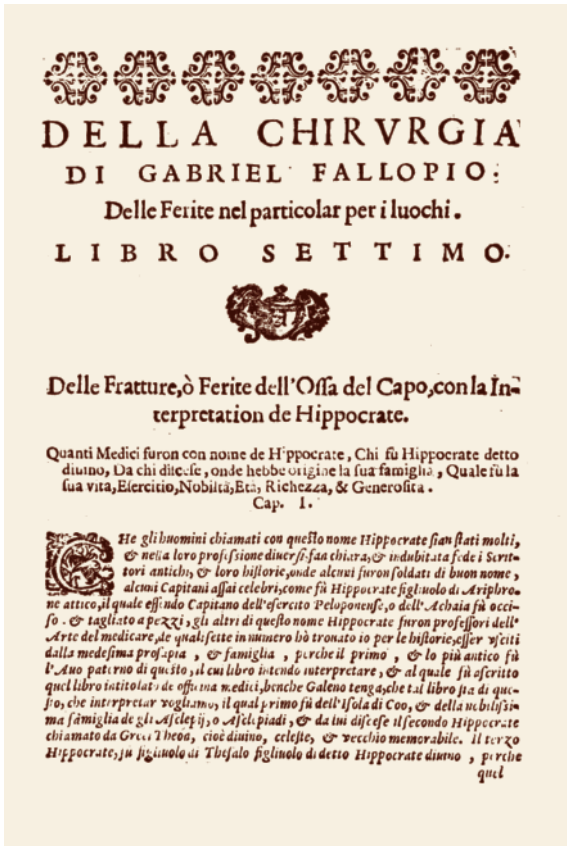 DELLA CHIRVRGIA
DI GABRIEL FALLOPIO:
Delle Ferite nel particolar per i luochi.
LIBRO SETTIMO.
Delle Fratture, ò Ferite dell'Ossa del Capo, con la In-
terpretation de Hippocrate.
Quanti Medici furon con nome de Hippocrate, Chi fù Hippocrate detto
diuino, Da chi discese, onde hebbe origine la sua famiglia, Quale fù la
sua vita, Esercitio, Nobiltà, Età, Richezza, & Generosità.
Cap. I.
CHe gli huomini chiamati con questo nome Hippocrate sian stati molti,
& nella loro professione diuersi fan chiara, & indubitata fede i Scrit-
tori antichi, & loro historie, onde alcuni furon soldati di buon nome,
alcuni Capitani assai celebri, come fù Hippocrate figliuolo di Ariphro-
ne attico, il quale essendo Capitano dell'esercito Peloponense, o dell'Achaia fù occi-
so. & tagliato a pezzi, gli altri di questo nome Hippocrate furon professori dell'
Arte del medicare, de quali sette in numero hò trouato io per le historie, esser vsciti
dalla medesma prosapia, & famiglia, perche il primo, & lo più antico fù
l'Auo paterno di questo, il cui libro intendo interpretare, & al quale fù ascritto
quel libro intitolato de officina medici, benche Galeno tenga, che tal libro sia di que-
sto, che interpretar vogliamo, il qual primo fù dell'Isola di Coo, & della nobilissi-
ma famiglia de gli Asclepij, o Asclepiadi, & da lui discese il secondo Hippocrate
chiamato da Greci Theoa, cioè diuino, celeste, & vecchio memorabile. Il terzo
Hippocrate, fu figliuolo di Thesalo figliuolo di detto Hippocrate diuino, perche
quel